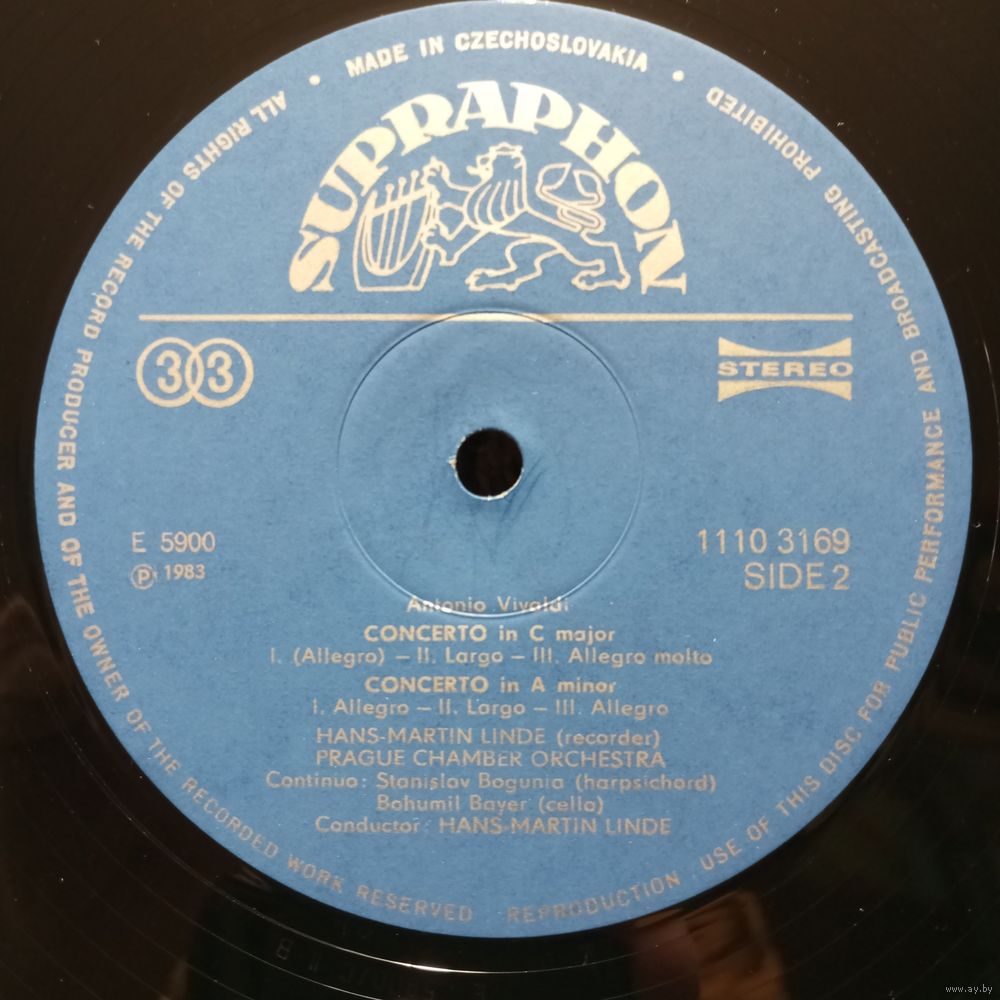 MADE IN CZECHOSLOVAKIA
ALL RIGHTS OF THE RECORD PRODUCER AND OF THE OWNER OF THE RECORDED WORK RESERVED
REPRODUCTION, USE OF THIS DISC FOR PUBLIC PERFORMANCE AND BROADCASTING PROHIBITED
SUPRAPHON
33
STEREO
E 5900
1110 3169
Ⓟ 1983
SIDE 2
Antonio Vivaldi
CONCERTO in C major
I. (Allegro) – II. Largo – III. Allegro molto
CONCERTO in A minor
I. Allegro – II. Largo – III. Allegro
HANS-MARTIN LINDE (recorder)
PRAGUE CHAMBER ORCHESTRA
Continuo: Stanislav Bogunia (harpsichord)
Bohumil Bayer (cello)
Conductor: HANS-MARTIN LINDE
www.ay.by